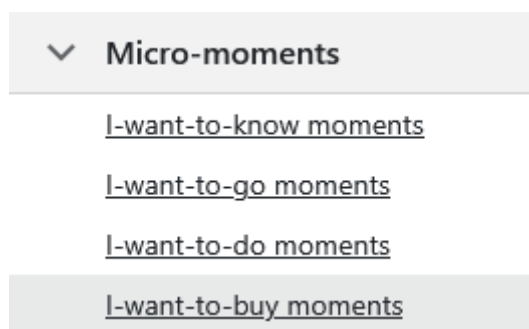 Micro-moments
I-want-to-know moments
I-want-to-go moments
I-want-to-do moments
I-want-to-buy moments